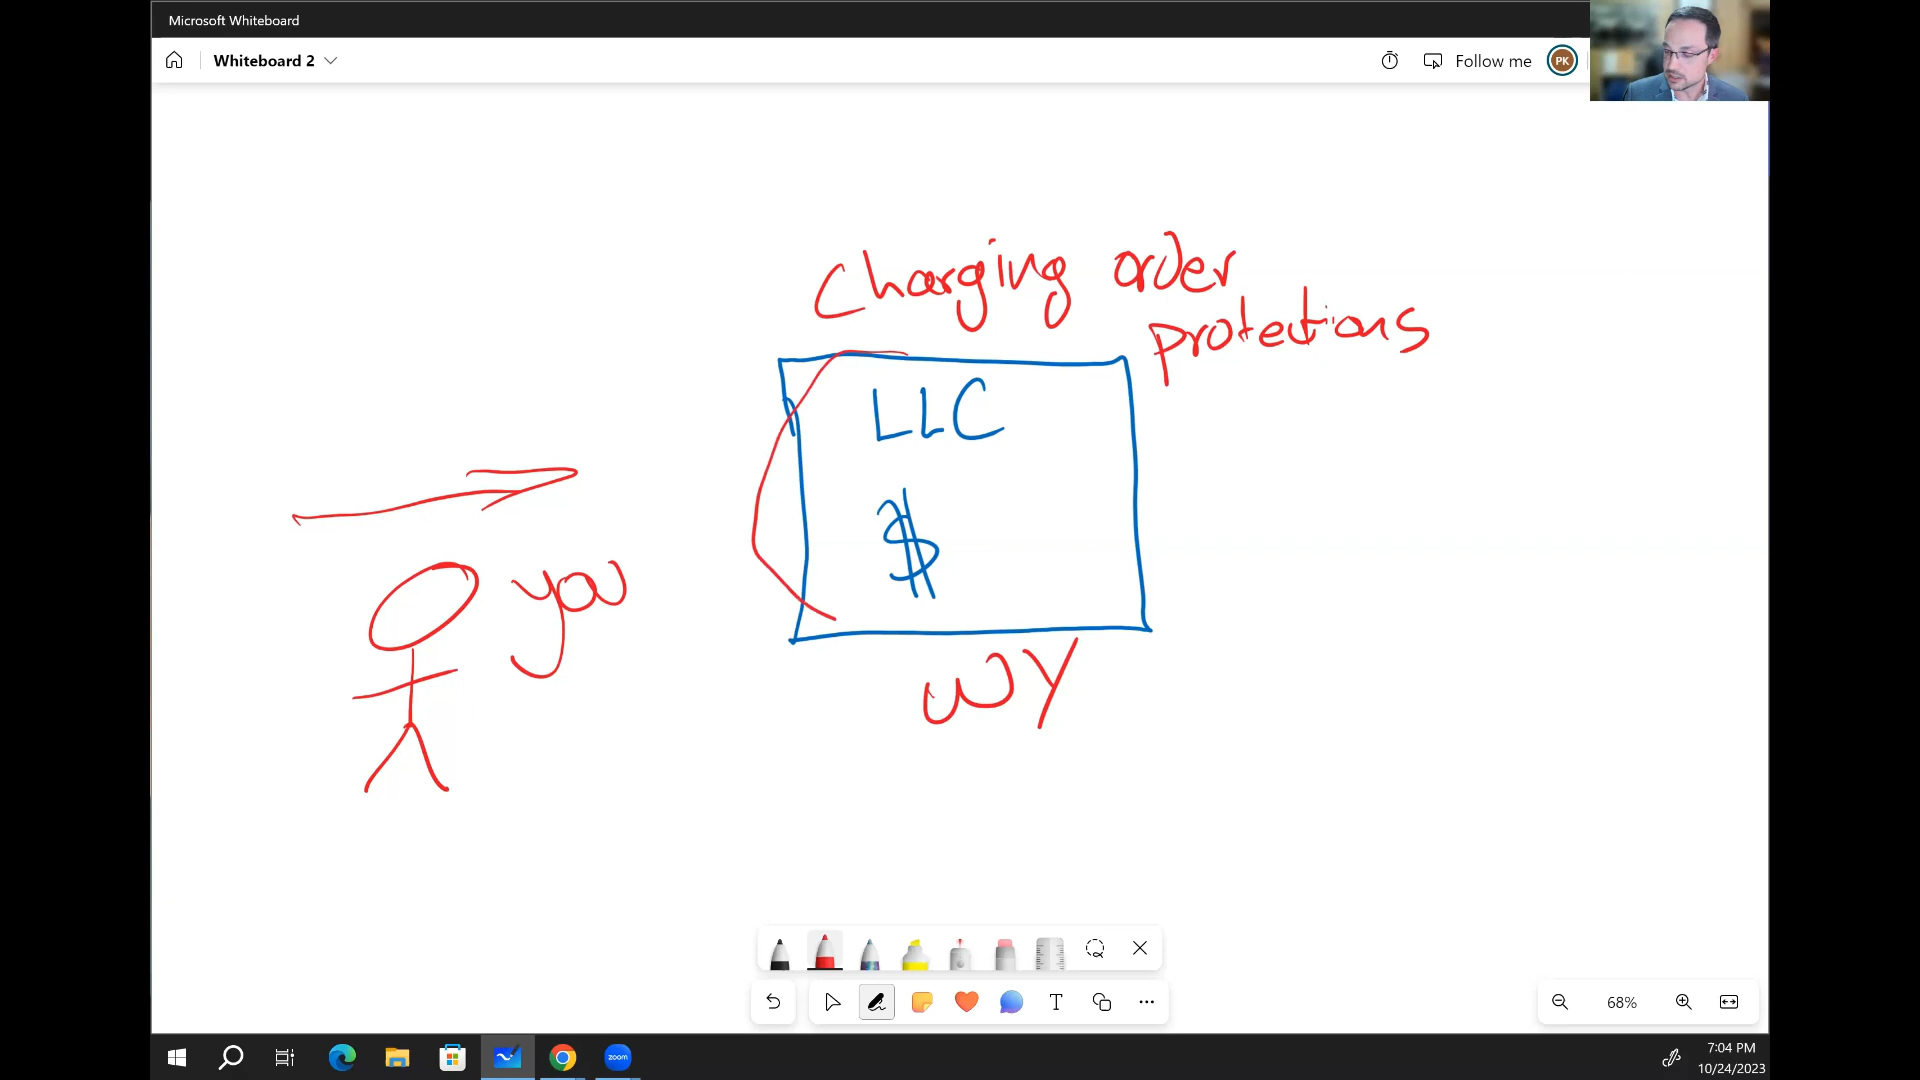 Microsoft Whiteboard
Whiteboard 2
Follow me
PK
Charging order
protections
LLC
$
you
WY
T
68%
zoom
7:04 PM
10/24/2023